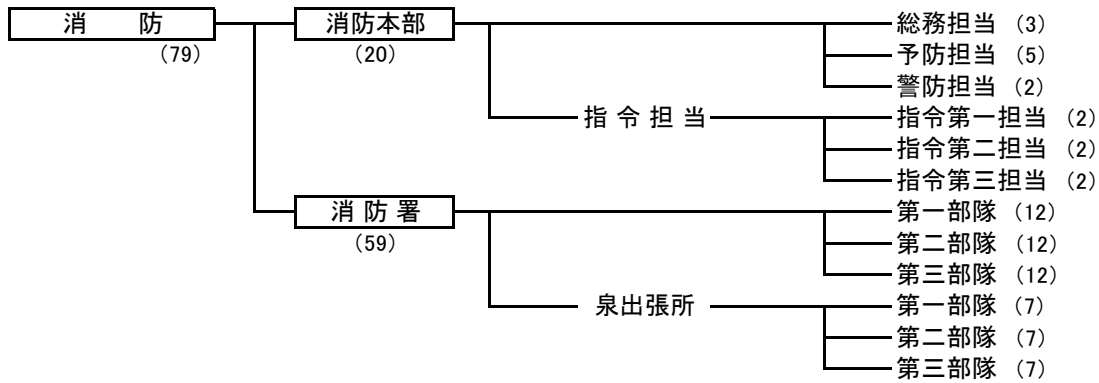 消　防
(79)
消防本部
(20)
総務担当 (3)
予防担当 (5)
警防担当 (2)
指 令 担 当
指令第一担当 (2)
指令第二担当 (2)
指令第三担当 (2)
消 防 署
(59)
第一部隊 (12)
第二部隊 (12)
第三部隊 (12)
泉出張所
第一部隊 (7)
第二部隊 (7)
第三部隊 (7)